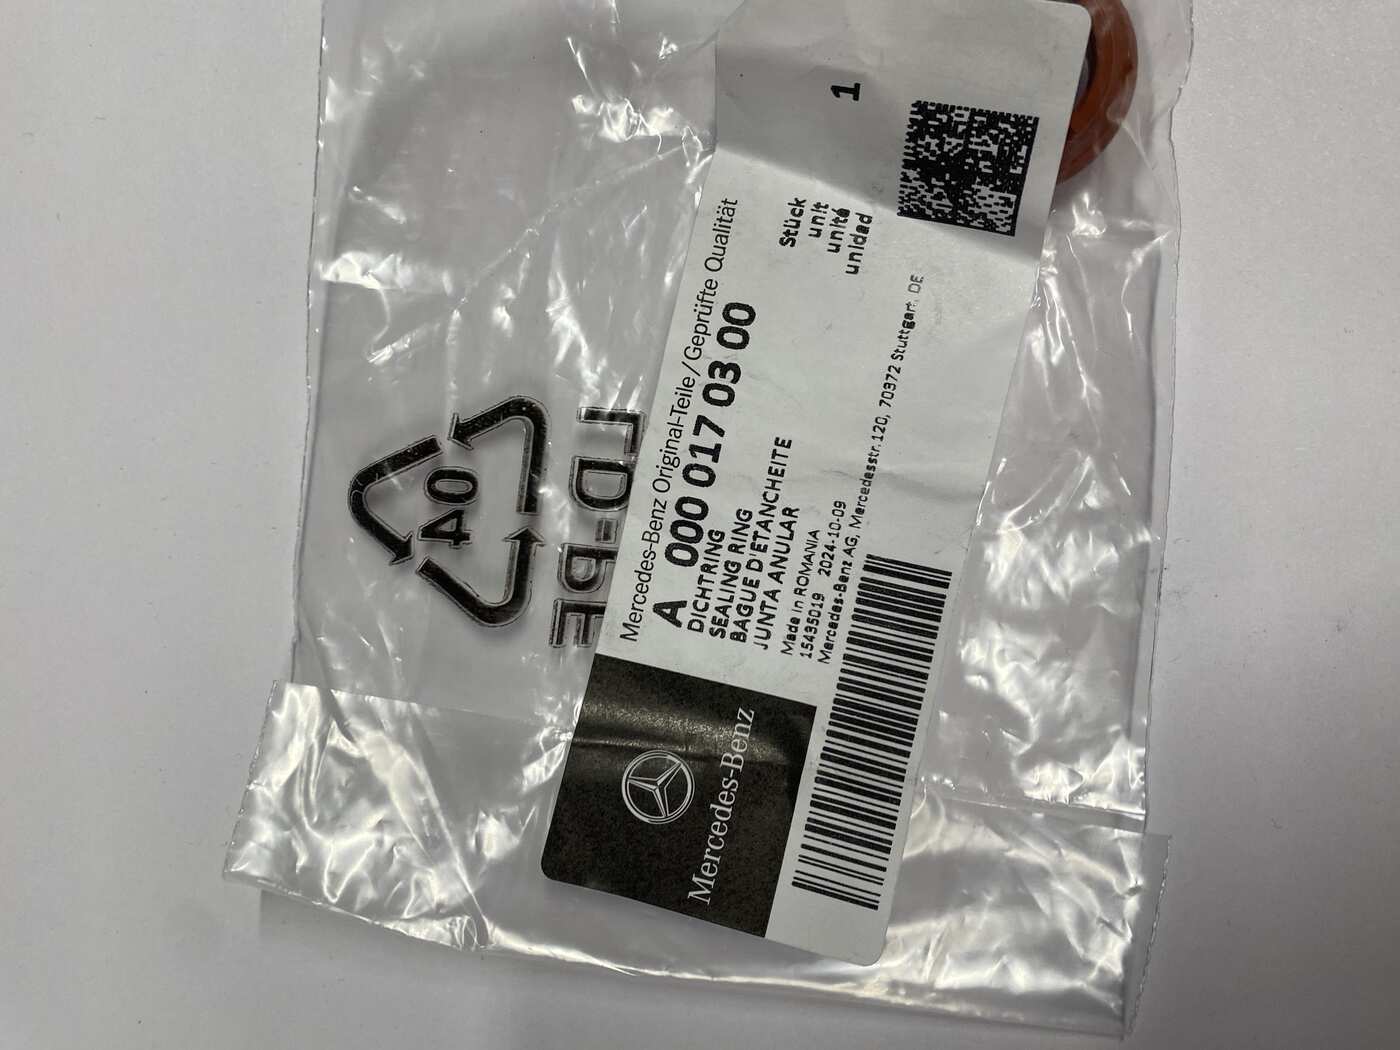 Mercedes-Benz Original-Teile/Geprüfte Qualität
A 000 017 03 00
DICHTRING
SEALING RING
BAGUE D'ETANCHEITE
JUNTA ANULAR
Made in ROMANIA
15435019 2024-10-09
Mercedes-Benz AG, Mercedesstr.120, 70372 Stuttgart, DE
1
Stück
unit
unité
unidad
Mercedes-Benz
40
LD-PE